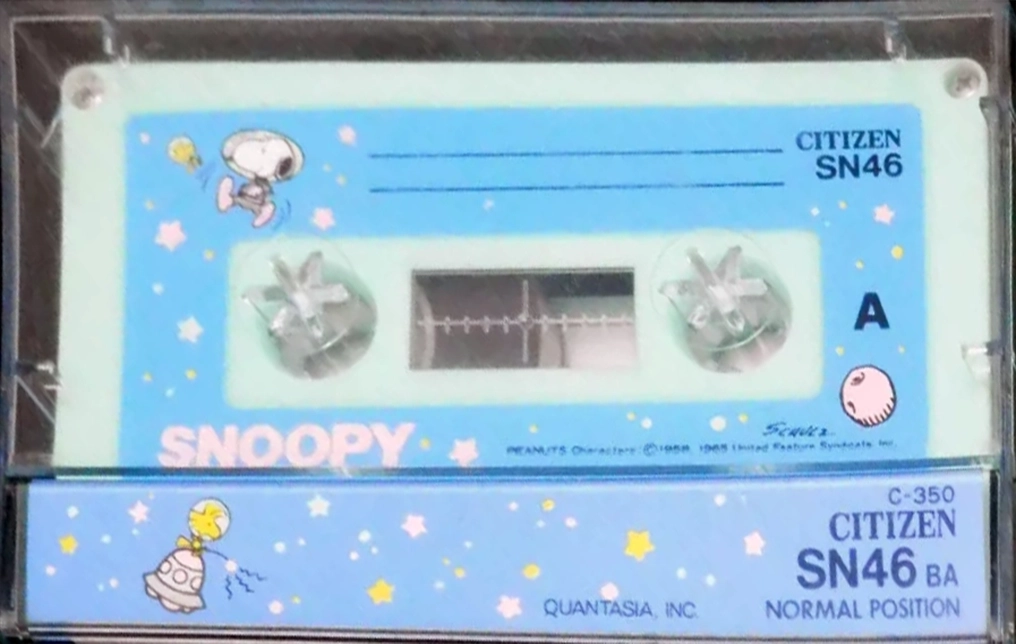 CITIZEN
SN46
A
SNOOPY
Schulz
PEANUTS Characters: © 1958, 1965 United Feature Syndicate, Inc.
C-350
CITIZEN
SN46 BA
QUANTASIA, INC.
NORMAL POSITION